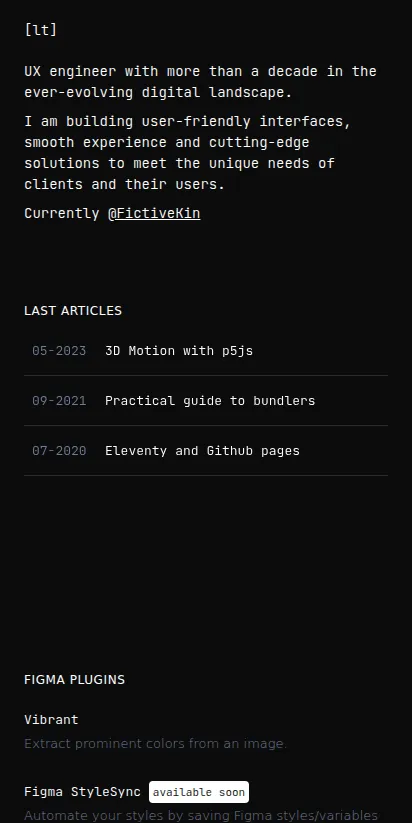 [lt]
UX engineer with more than a decade in the
ever-evolving digital landscape.
I am building user-friendly interfaces,
smooth experience and cutting-edge
solutions to meet the unique needs of
clients and their users.
Currently @FictiveKin
LAST ARTICLES
05-2023 3D Motion with p5js
09-2021 Practical guide to bundlers
07-2020 Eleventy and Github pages
FIGMA PLUGINS
Vibrant
Extract prominent colors from an image.
Figma StyleSync available soon
Automate your styles by saving Figma styles/variables